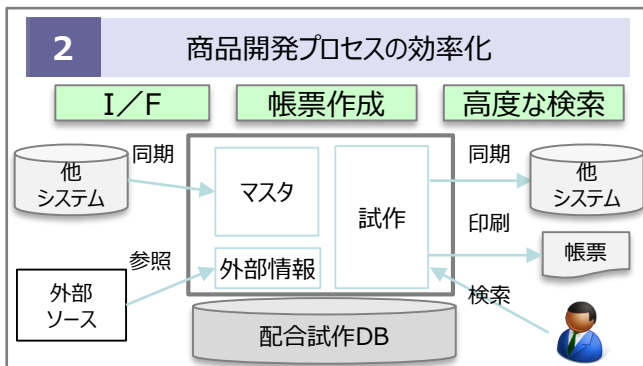 2
商品開発プロセスの効率化
I/F
帳票作成
高度な検索
他
システム
同期
マスタ
試作
同期
他
システム
印刷
帳票
参照
外部情報
外部
ソース
検索
配合試作DB